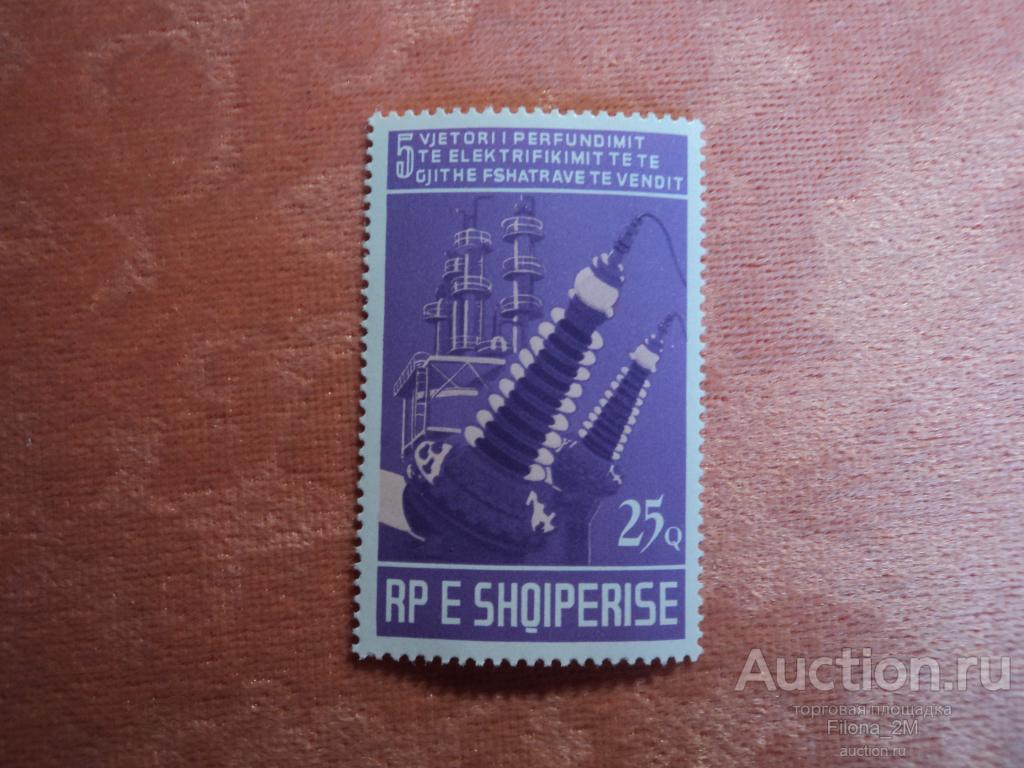 5 VJETORI I PERFUNDIMIT
TE ELEKTRIFIKIMIT TE TE
GJITHE FSHATRAVE TE VENDIT
25Q
RP E SHQIPERISE
Auction.ru
торговая площадка
Filona_2M
auction.ru